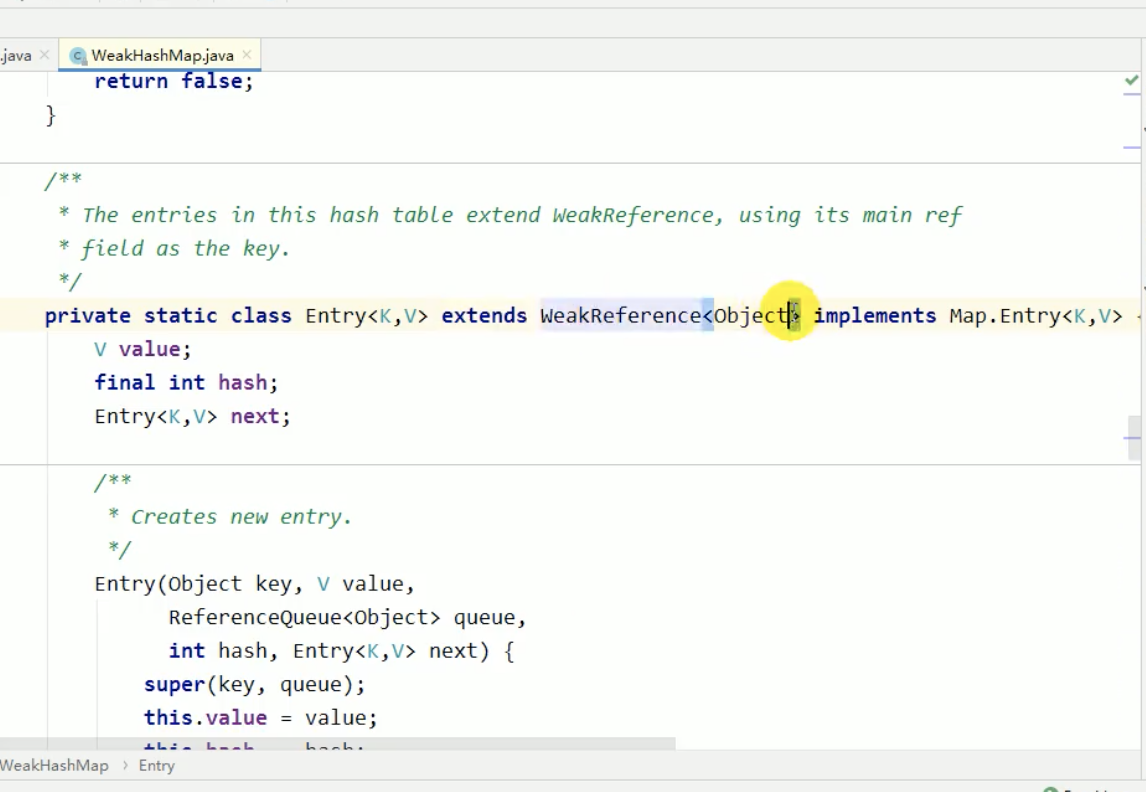 .java
WeakHashMap.java
return false;
}
/**
* The entries in this hash table extend WeakReference, using its main ref
* field as the key.
*/
private static class Entry<K,V> extends WeakReference<Object> implements Map.Entry<K,V> {
V value;
final int hash;
Entry<K,V> next;
/**
* Creates new entry.
*/
Entry(Object key, V value,
ReferenceQueue<Object> queue,
int hash, Entry<K,V> next) {
super(key, queue);
this.value = value;
this.hash = hash;
WeakHashMap › Entry